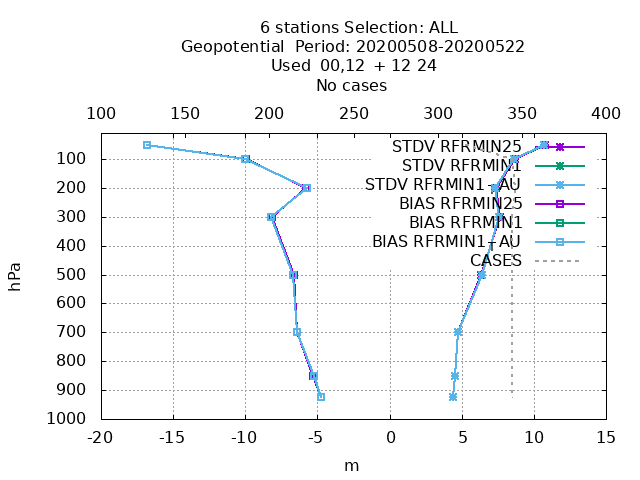 6 stations Selection: ALL
Geopotential  Period: 20200508-20200522
Used  00,12  + 12 24
No cases
100 150 200 250 300 350 400
STDV RFRMIN25
STDV RFRMIN1
STDV RFRMIN1-AU
BIAS RFRMIN25
BIAS RFRMIN1
BIAS RFRMIN1-AU
CASES
100
200
300
400
500
600
700
800
900
1000
hPa
-20 -15 -10 -5 0 5 10 15
m